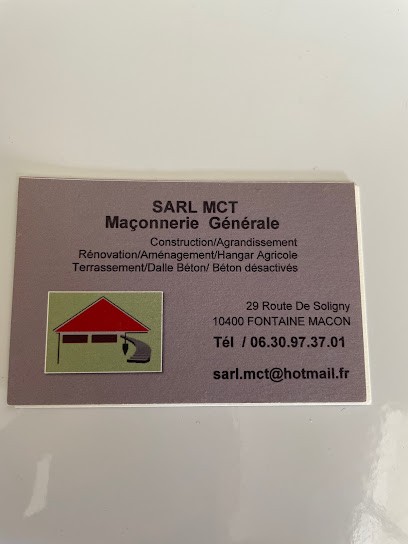 SARL MCT
Maçonnerie Générale
Construction/Agrandissement
Rénovation/Aménagement/Hangar Agricole
Terrassement/Dalle Béton/ Béton désactivés
29 Route De Soligny
10400 FONTAINE MACON
Tél / 06.30.97.37.01
sarl.mct@hotmail.fr